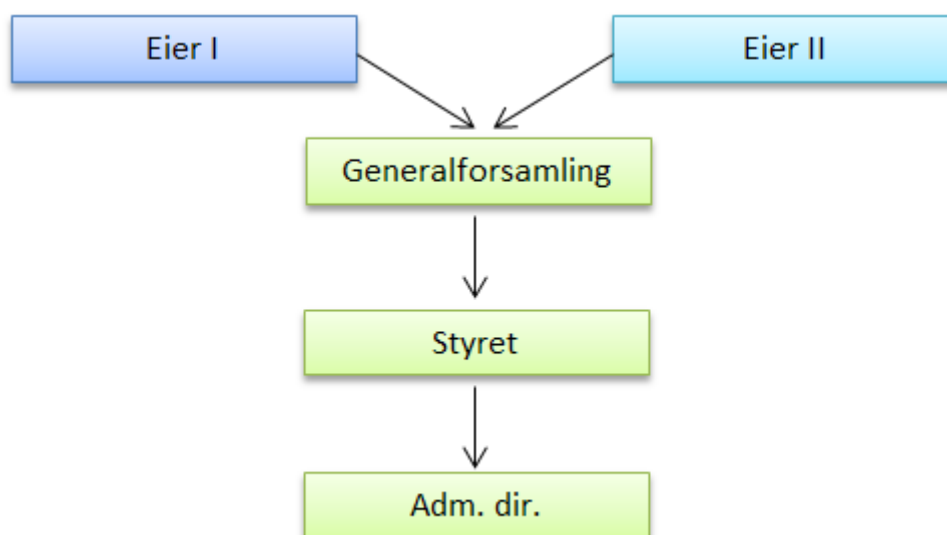 Eier I
Eier II
Generalforsamling
Styret
Adm. dir.